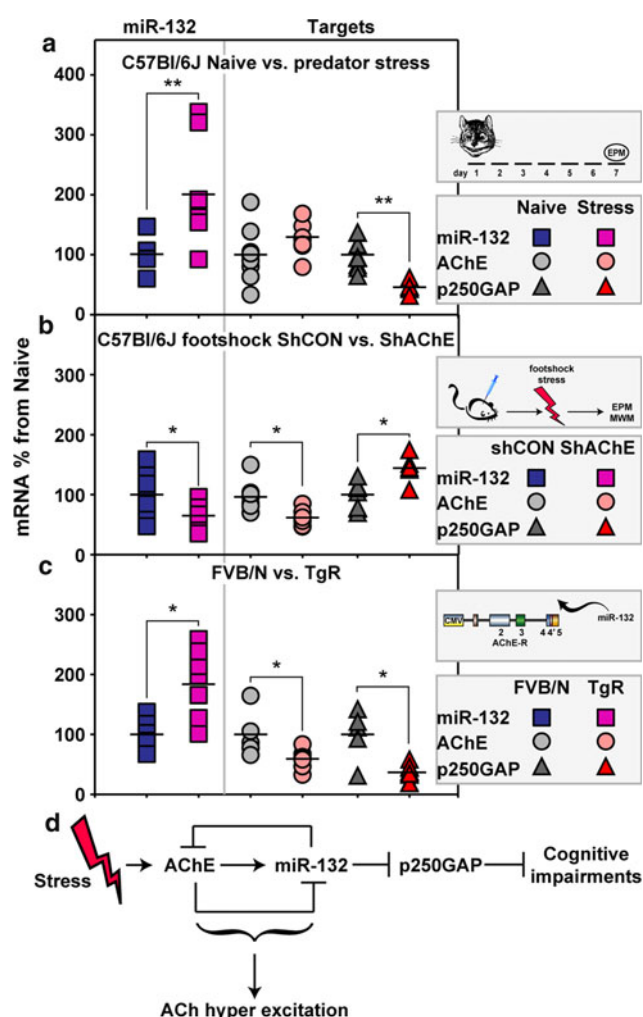 miR-132 Targets
a
C57Bl/6J Naive vs. predator stress
400
300
200
100
0
**
**
EPM
day 1 2 3 4 5 6 7
Naive Stress
miR-132
AChE
p250GAP
mRNA % from Naive
b
C57Bl/6J footshock ShCON vs. ShAChE
300
200
100
0
*
*
*
footshock
stress
EPM
MWM
shCON ShAChE
miR-132
AChE
p250GAP
c
FVB/N vs. TgR
300
200
100
0
*
*
*
CMV
2 3 4 4' 5
AChE-R
miR-132
FVB/N TgR
miR-132
AChE
p250GAP
d
Stress
AChE
miR-132
p250GAP
Cognitive
impairments
ACh hyper excitation